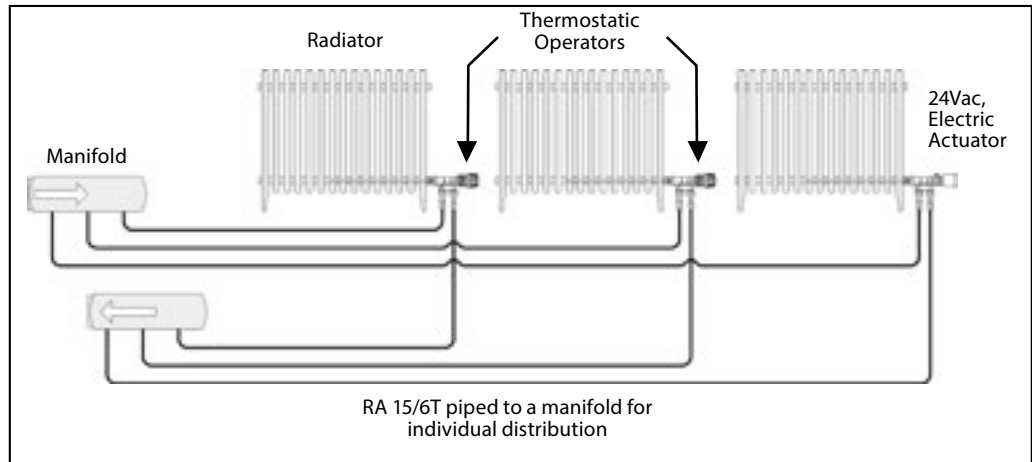 Thermostatic
Operators
Radiator
24Vac,
Electric
Actuator
Manifold
RA 15/6T piped to a manifold for
individual distribution